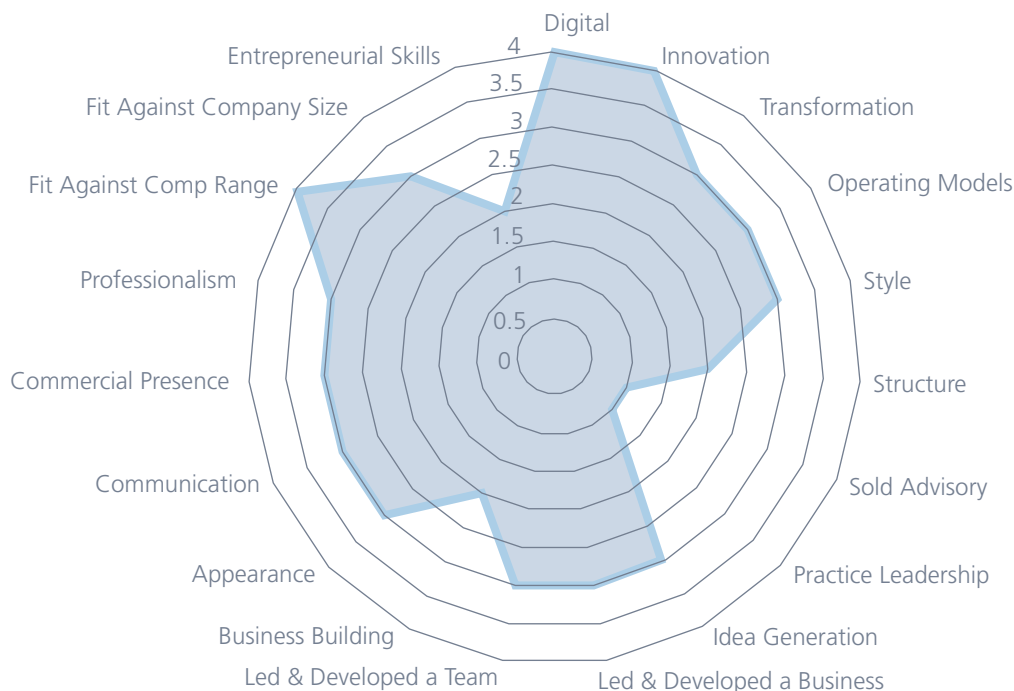 Digital
Innovation
Transformation
Operating Models
Style
Structure
Sold Advisory
Practice Leadership
Idea Generation
Led & Developed a Business
Led & Developed a Team
Business Building
Appearance
Communication
Commercial Presence
Professionalism
Fit Against Comp Range
Fit Against Company Size
Entrepreneurial Skills
4
3.5
3
2.5
2
1.5
1
0.5
0